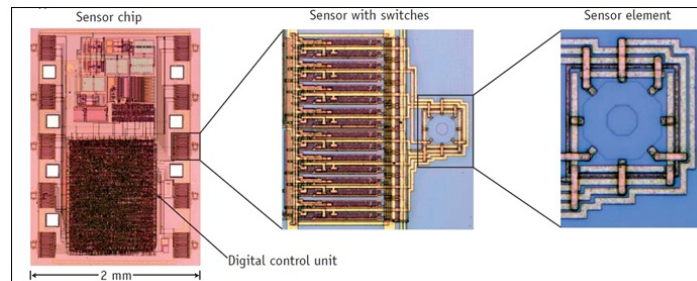 Sensor chip
Sensor with switches
Sensor element
Digital control unit
2 mm